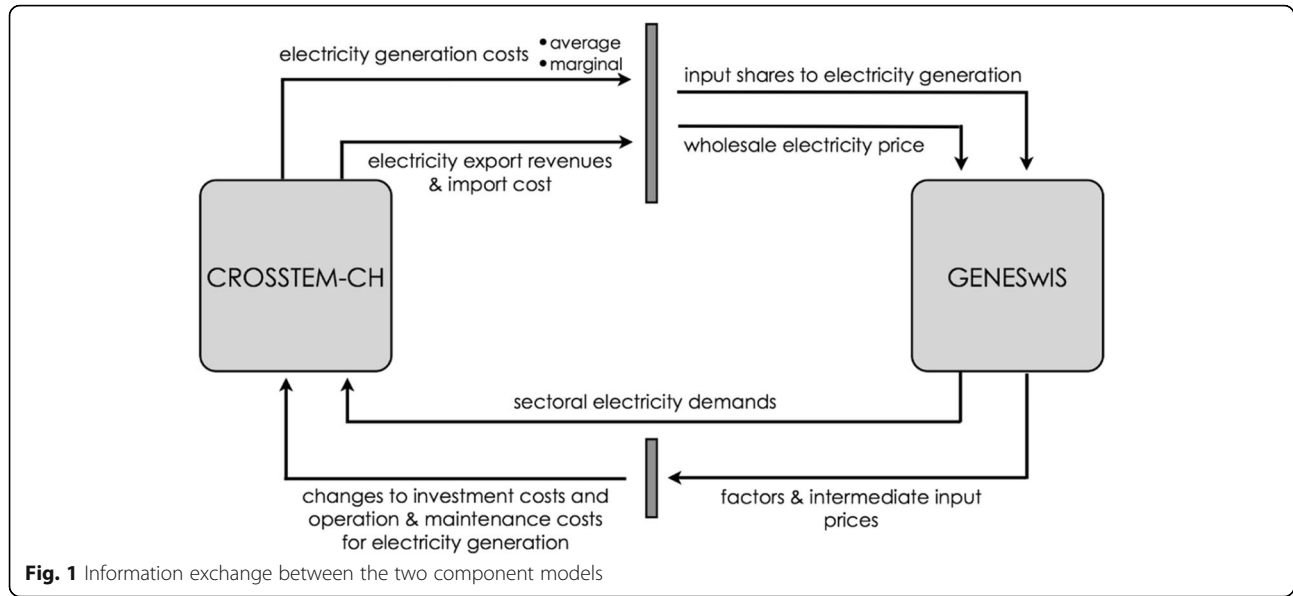 electricity generation costs
• average
• marginal
input shares to electricity generation
electricity export revenues
& import cost
wholesale electricity price
CROSSTEM-CH
GENESwIS
sectoral electricity demands
changes to investment costs and
operation & maintenance costs
for electricity generation
factors & intermediate input
prices
Fig. 1 Information exchange between the two component models